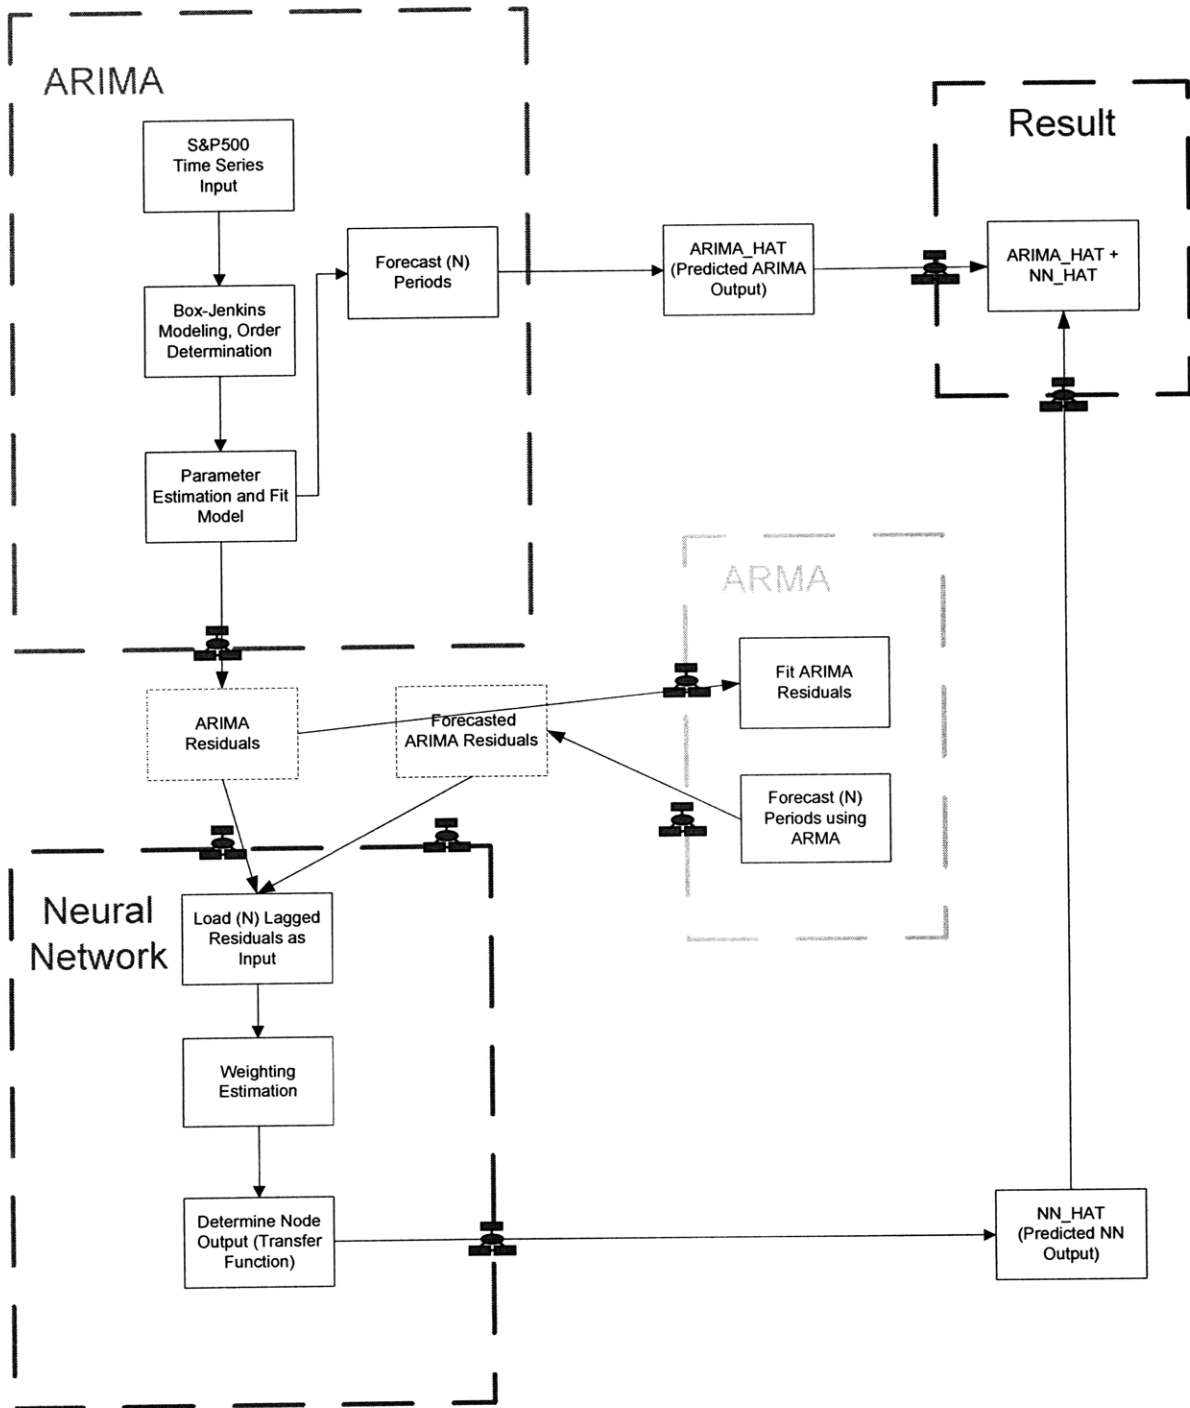 ARIMA
S&P500
Time Series
Input
Result
Forecast (N)
Periods
ARIMA_HAT
(Predicted ARIMA
Output)
ARIMA_HAT +
NN_HAT
Box-Jenkins
Modeling, Order
Determination
Parameter
Estimation and Fit
Model
ARMA
Fit ARIMA
Residuals
ARIMA
Residuals
Forecasted
ARIMA Residuals
Forecast (N)
Periods using
ARMA
Neural
Network
Load (N) Lagged
Residuals as
Input
Weighting
Estimation
Determine Node
Output (Transfer
Function)
NN_HAT
(Predicted NN
Output)